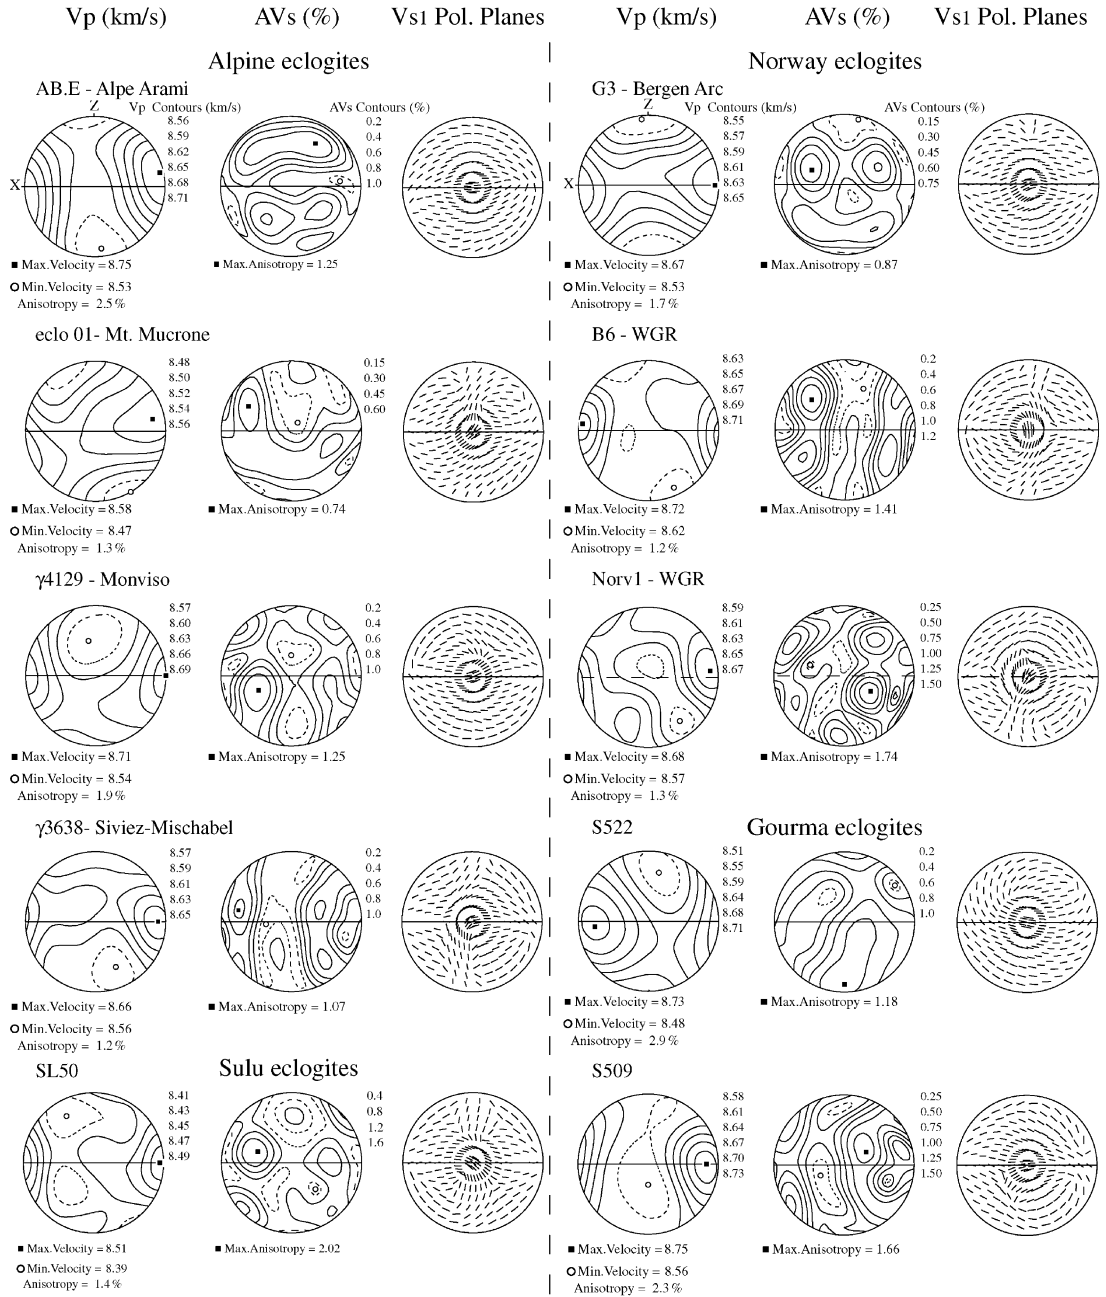 Vp (km/s) AVs (%) Vs1 Pol. Planes Vp (km/s) AVs (%) Vs1 Pol. Planes
Alpine eclogites
AB.E - Alpe Arami
Z Vp Contours (km/s) AVs Contours (%)
8.56 0.2
8.59 0.4
8.62 0.6
8.65 0.8
X 8.68 1.0
8.71
■ Max.Velocity = 8.75 ■ Max.Anisotropy = 1.25
Min.Velocity = 8.53
Anisotropy = 2.5 %
eclo 01- Mt. Mucrone
8.48 0.15
8.50 0.30
8.52 0.45
8.54 0.60
8.56
■ Max.Velocity = 8.58 ■ Max.Anisotropy = 0.74
Min.Velocity = 8.47
Anisotropy = 1.3 %
γ4129 - Monviso
8.57 0.2
8.60 0.4
8.63 0.6
8.66 0.8
8.69 1.0
■ Max.Velocity = 8.71 ■ Max.Anisotropy = 1.25
Min.Velocity = 8.54
Anisotropy = 1.9 %
γ3638- Siviez-Mischabel
8.57 0.2
8.59 0.4
8.61 0.6
8.63 0.8
8.65 1.0
■ Max.Velocity = 8.66 ■ Max.Anisotropy = 1.07
Min.Velocity = 8.56
Anisotropy = 1.2 %
SL50 Sulu eclogites
8.41 0.4
8.43 0.8
8.45 1.2
8.47 1.6
8.49
■ Max.Velocity = 8.51 ■ Max.Anisotropy = 2.02
Min.Velocity = 8.39
Anisotropy = 1.4 %
Norway eclogites
G3 - Bergen Arc
Z Vp Contours (km/s) AVs Contours (%)
8.55 0.15
8.57 0.30
8.59 0.45
8.61 0.60
X 8.63 0.75
8.65
■ Max.Velocity = 8.67 ■ Max.Anisotropy = 0.87
Min.Velocity = 8.53
Anisotropy = 1.7 %
B6 - WGR
8.63 0.2
8.65 0.4
8.67 0.6
8.69 0.8
8.71 1.0
1.2
■ Max.Velocity = 8.72 ■ Max.Anisotropy = 1.41
Min.Velocity = 8.62
Anisotropy = 1.2 %
Norv1 - WGR
8.59 0.25
8.61 0.50
8.63 0.75
8.65 1.00
8.67 1.25
1.50
■ Max.Velocity = 8.68 ■ Max.Anisotropy = 1.74
Min.Velocity = 8.57
Anisotropy = 1.3 %
S522 Gourma eclogites
8.51 0.2
8.55 0.4
8.59 0.6
8.64 0.8
8.68 1.0
8.71
■ Max.Velocity = 8.73 ■ Max.Anisotropy = 1.18
Min.Velocity = 8.48
Anisotropy = 2.9 %
S509
8.58 0.25
8.61 0.50
8.64 0.75
8.67 1.00
8.70 1.25
8.73 1.50
■ Max.Velocity = 8.75 ■ Max.Anisotropy = 1.66
Min.Velocity = 8.56
Anisotropy = 2.3 %